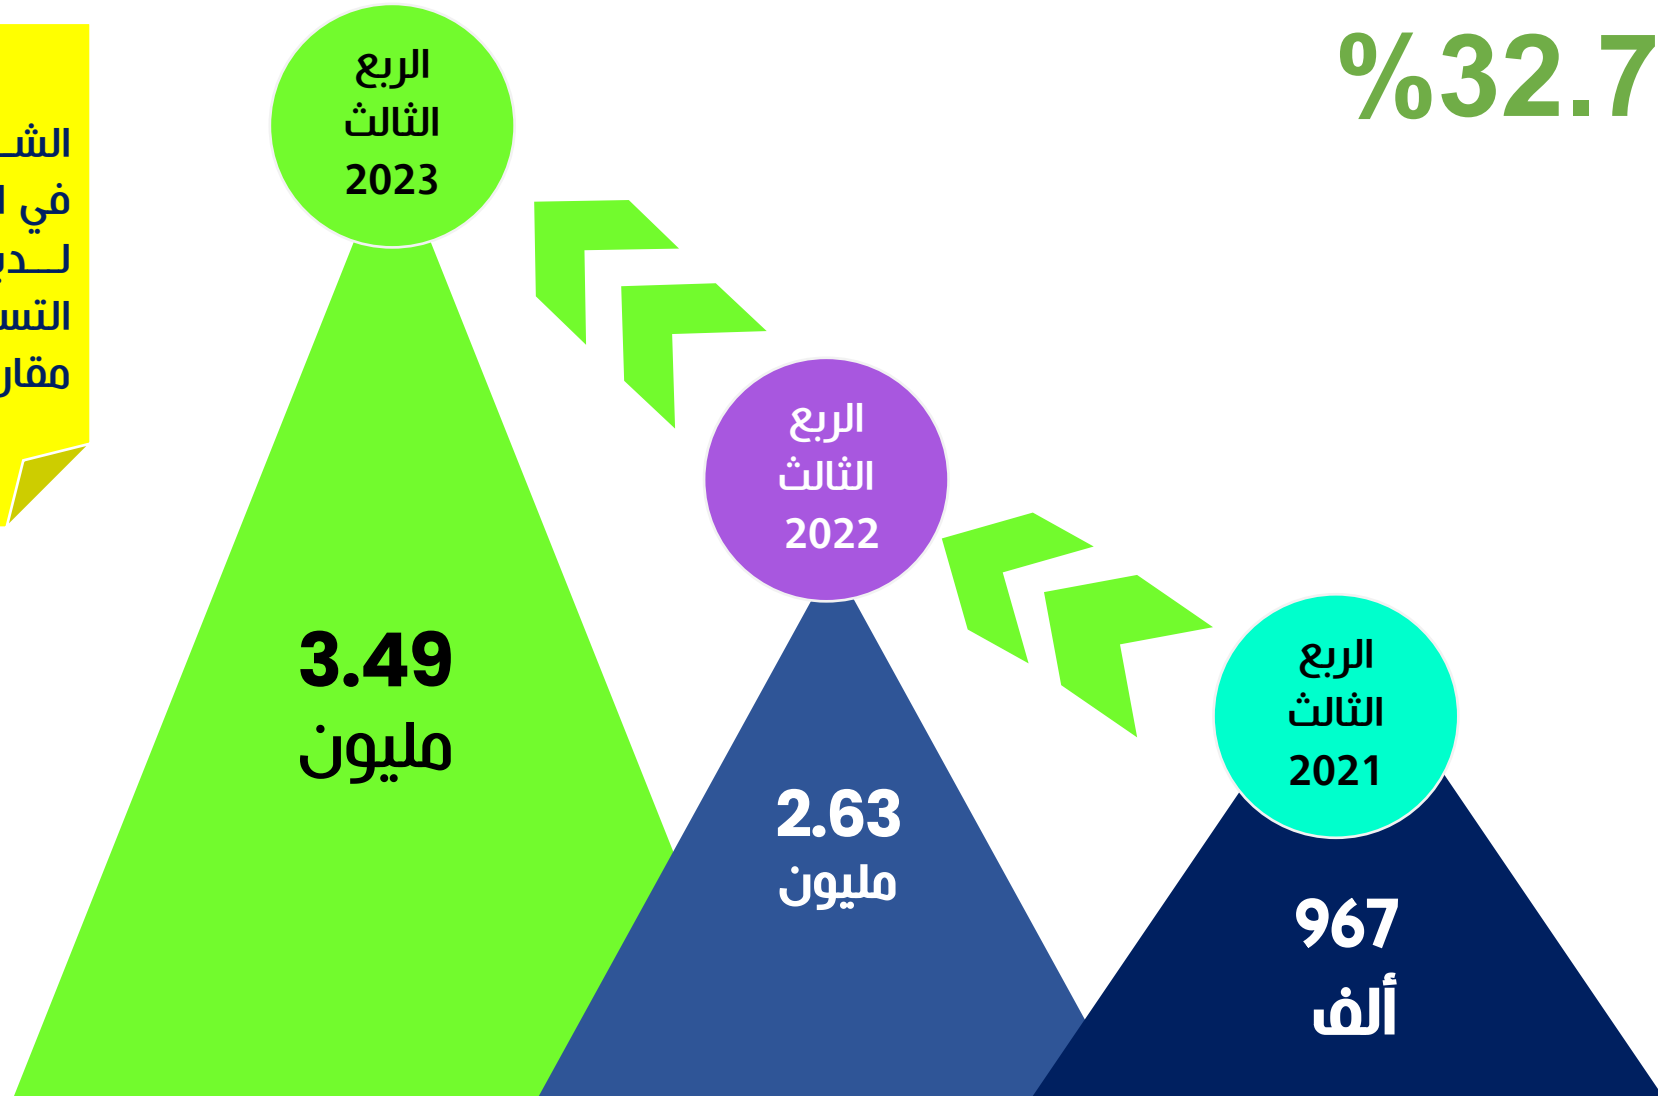 %32.7
الربع
الثالث
2021
967
ألف
الربع
الثالث
2022
2.63
مليون
الربع
الثالث
2023
3.49
مليون
في